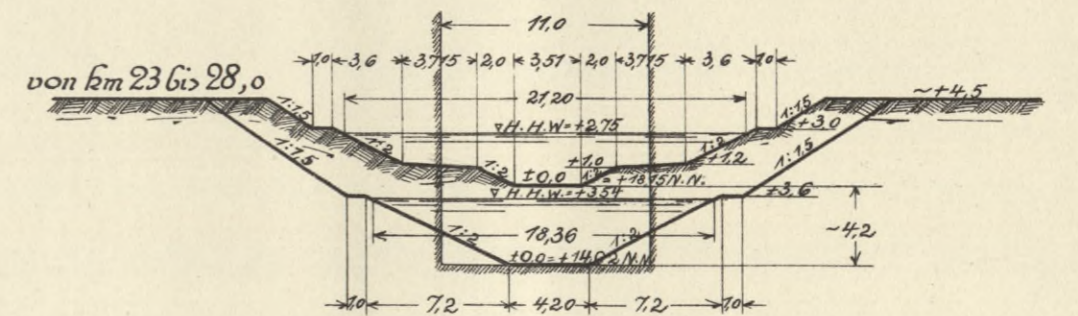 11,0
1,0 3,6 3,715 2,0 3,51 2,0 3,715 3,6 1,0
von km 23 bis 28,0
21,20
~+4,5
1:1,5
1:1,5
H.H.W.=+2,75
+3,0
1:2
1:2
1:1,5
1:1,5
+1,0
+1,2
1:2
±0,0
1:2
=+18,15 N.N.
H.H.W.=+3,54
+3,6
1:2
18,36
1:2
~4,2
±0,0=+14,02 N.N.
1,0 7,2 4,20 7,2 1,0